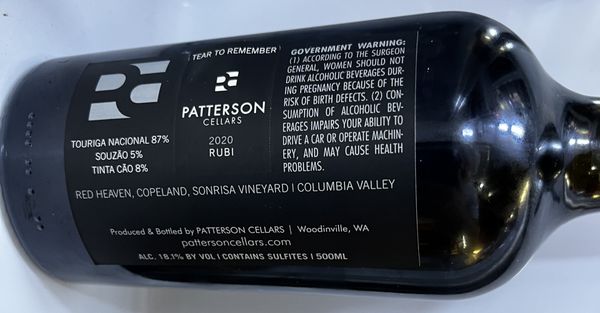 TEAR TO REMEMBER
PC
TOURIGA NACIONAL 87%
SOUZÃO 5%
TINTA CÃO 8%
PATTERSON
CELLARS
2020
RUBI
GOVERNMENT WARNING:
(1) ACCORDING TO THE SURGEON
GENERAL, WOMEN SHOULD NOT
DRINK ALCOHOLIC BEVERAGES DUR-
ING PREGNANCY BECAUSE OF THE
RISK OF BIRTH DEFECTS. (2) CON-
SUMPTION OF ALCOHOLIC BEV-
ERAGES IMPAIRS YOUR ABILITY TO
DRIVE A CAR OR OPERATE MACHIN-
ERY, AND MAY CAUSE HEALTH
PROBLEMS.
RED HEAVEN, COPELAND, SONRISA VINEYARD | COLUMBIA VALLEY
Produced & Bottled by PATTERSON CELLARS | Woodinville, WA
pattersoncellars.com
ALC. 18.1% BY VOL | CONTAINS SULFITES | 500ML